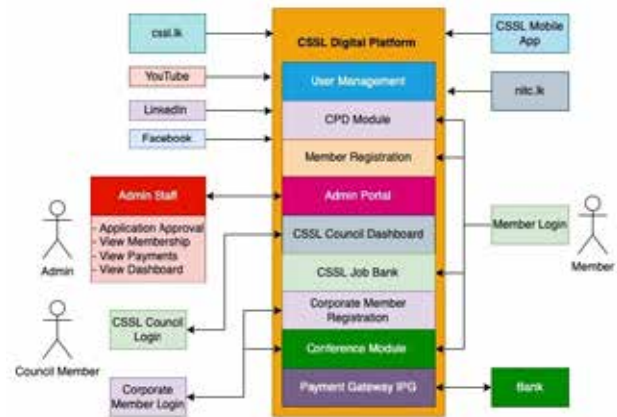 cssl.lk
CSSL Digital Platform
CSSL Mobile
App
YouTube
User Management
nitc.lk
LinkedIn
CPD Module
Facebook
Member Registration
Admin Staff
Admin Portal
- Application Approval
- View Membership
- View Payments
- View Dashboard
Admin
CSSL Council Dashboard
Member Login
Member
CSSL Job Bank
CSSL Council
Login
Corporate Member
Registration
Council Member
Conference Module
Corporate
Member Login
Payment Gateway IPG
Bank